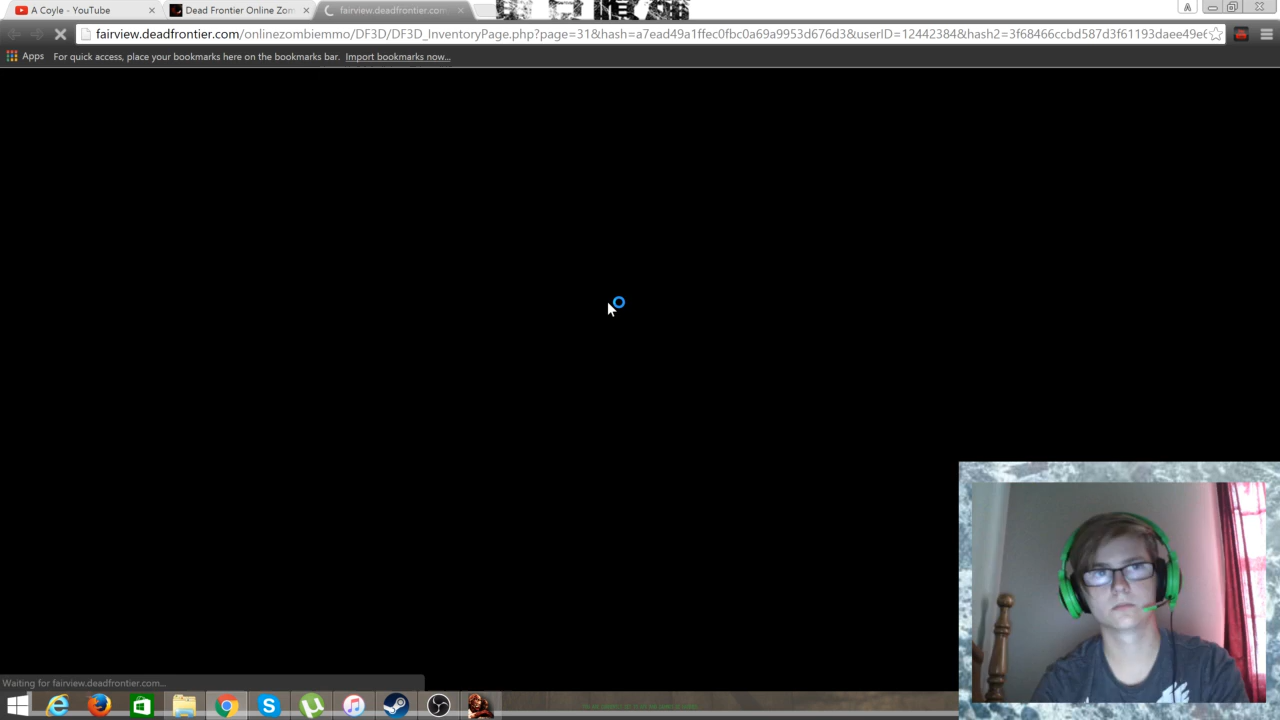 A Coyle - YouTube
Dead Frontier Online Zom
fairview.deadfrontier.com
A
fairview.deadfrontier.com/onlinezombiemmo/DF3D/DF3D_InventoryPage.php?page=31&hash=a7ead49a1ffec0fbc0a69a9953d676d3&userID=12442384&hash2=3f68466ccbd587d3f61193daee49e6
Apps
For quick access, place your bookmarks here on the bookmarks bar. Import bookmarks now...
Waiting for fairview.deadfrontier.com...